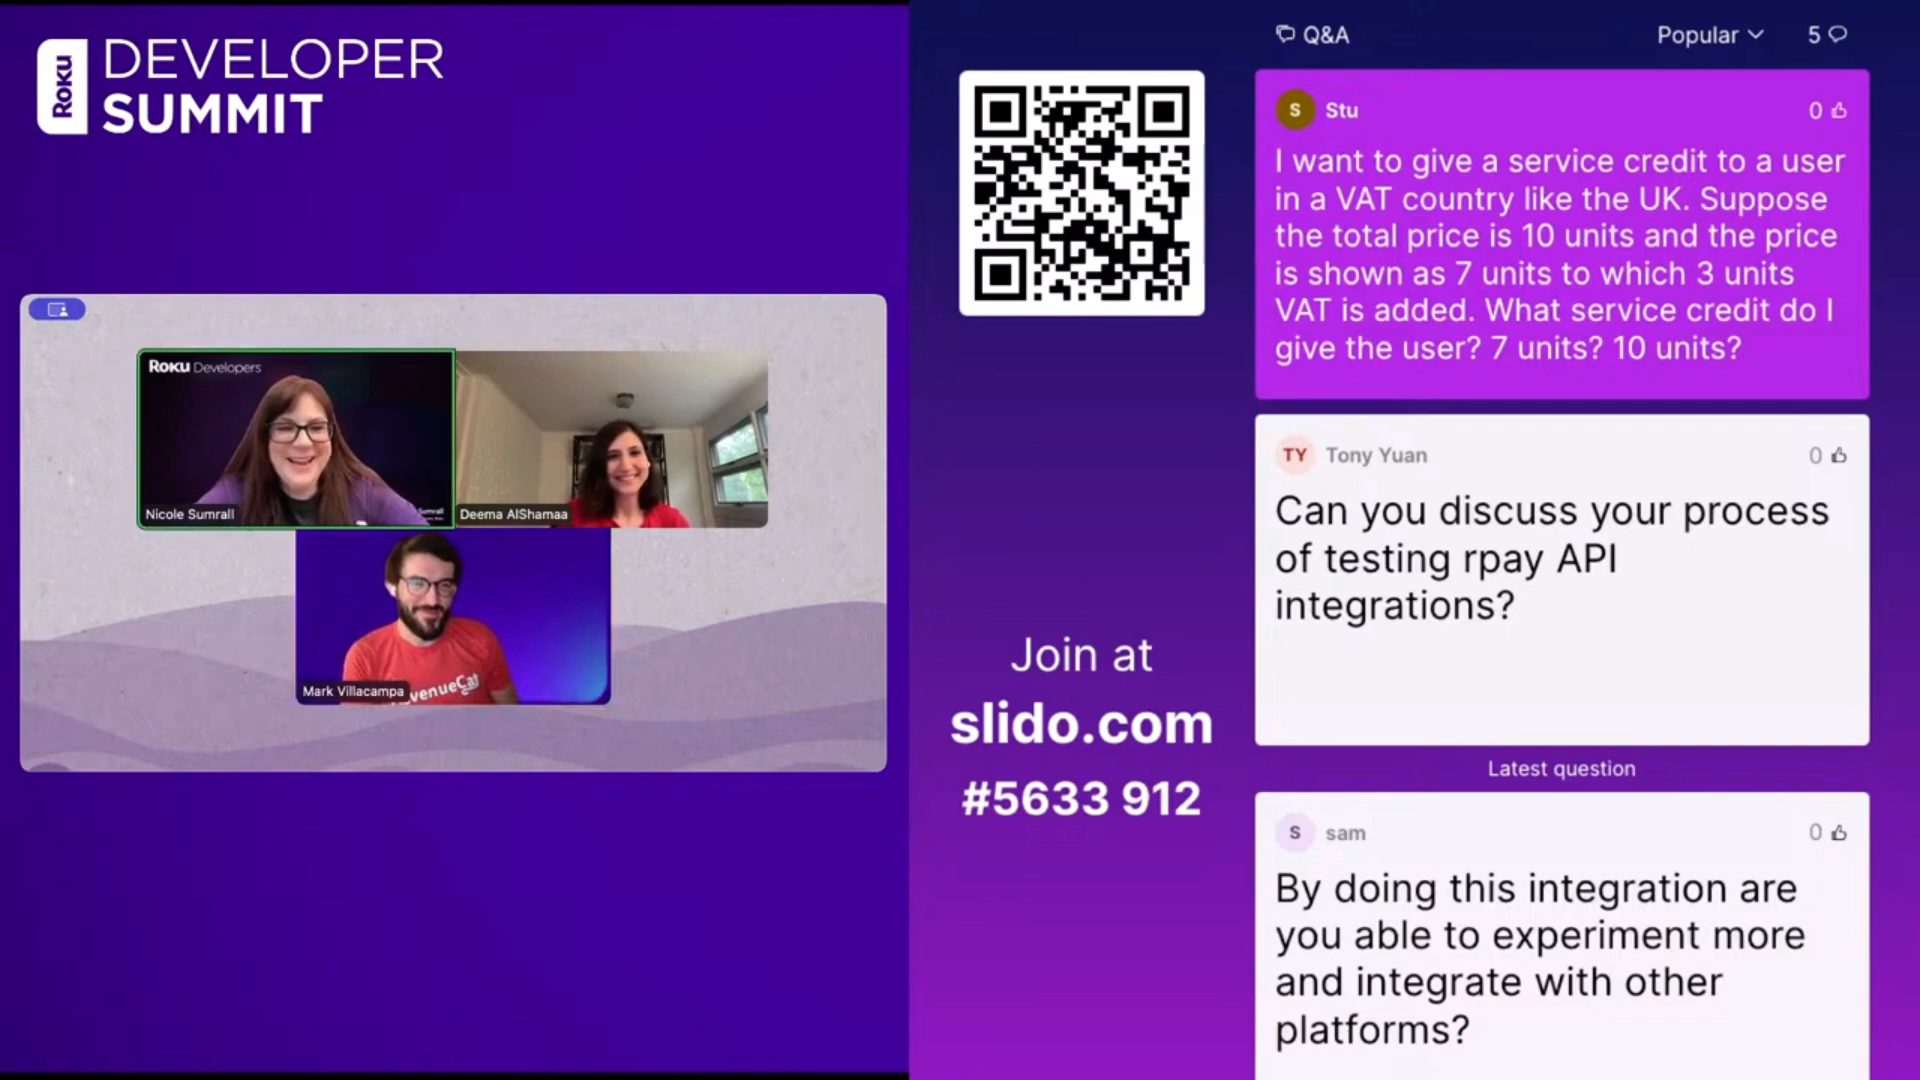 Roku
DEVELOPER
SUMMIT
Roku Developers
Sumrall
Nicole Sumrall
Deema AlShamaa
venueCat
Mark Villacampa
Join at
slido.com
#5633 912
Q&A
Popular
5
S
Stu
0
I want to give a service credit to a user
in a VAT country like the UK. Suppose
the total price is 10 units and the price
is shown as 7 units to which 3 units
VAT is added. What service credit do I
give the user? 7 units? 10 units?
TY
Tony Yuan
0
Can you discuss your process
of testing rpay API
integrations?
Latest question
S
sam
0
By doing this integration are
you able to experiment more
and integrate with other
platforms?